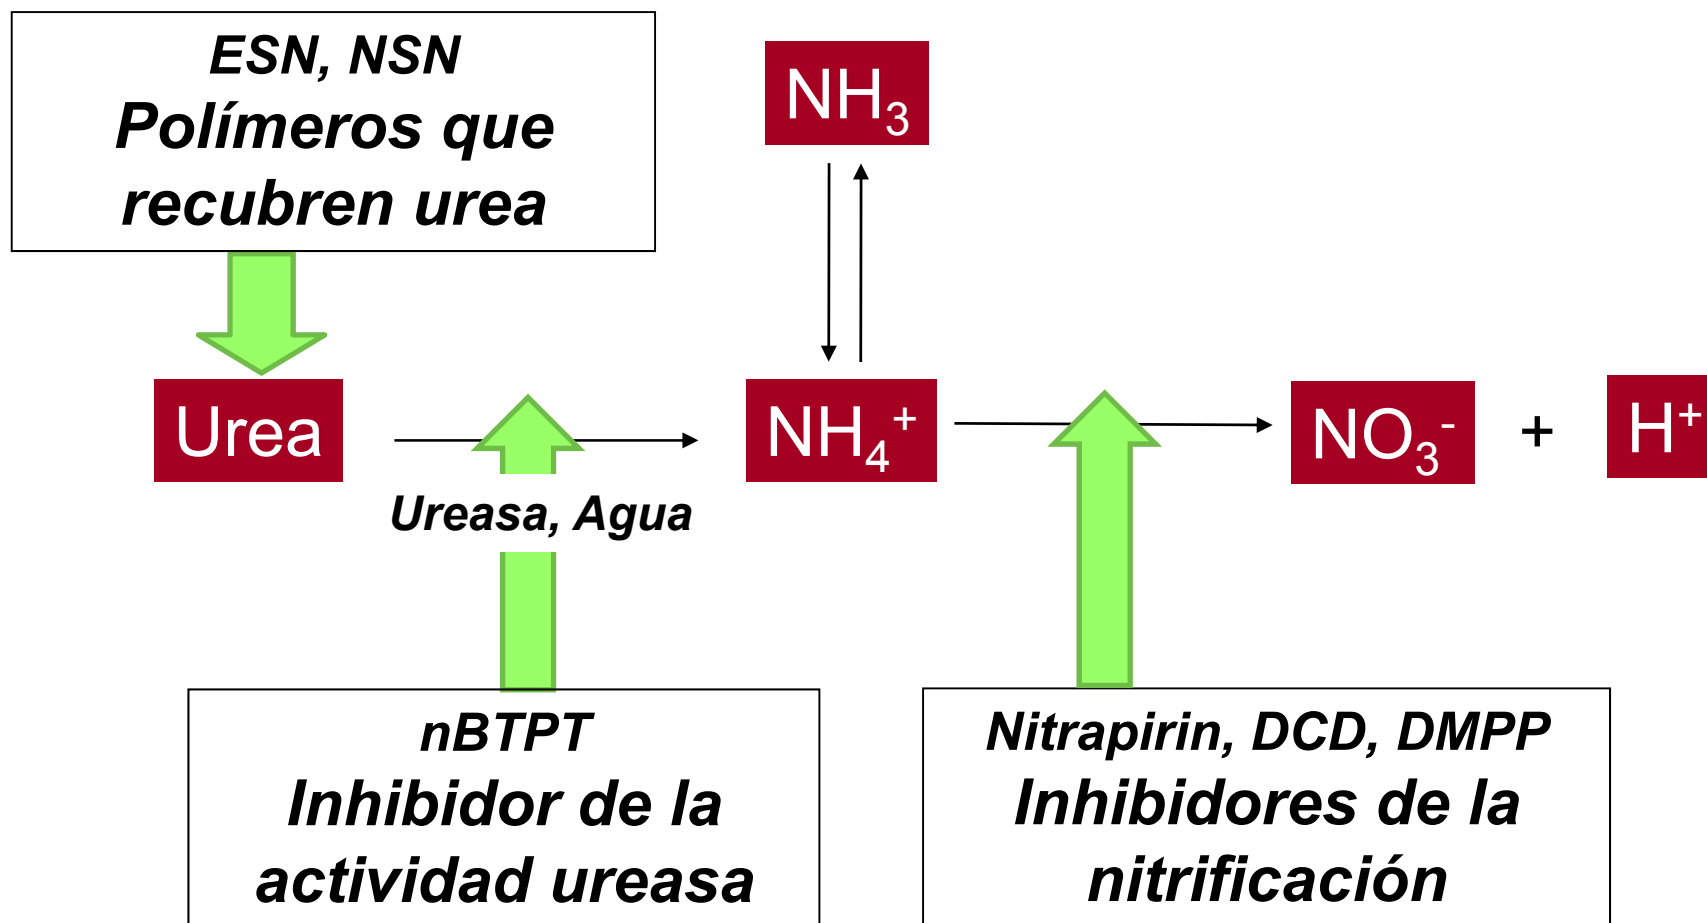 ESN, NSN
Polímeros que
recubren urea
NH₃
Urea
NH₄⁺
NO₃⁻ + H⁺
Ureasa, Agua
nBTPT
Inhibidor de la
actividad ureasa
Nitrapirin, DCD, DMPP
Inhibidores de la
nitrificación